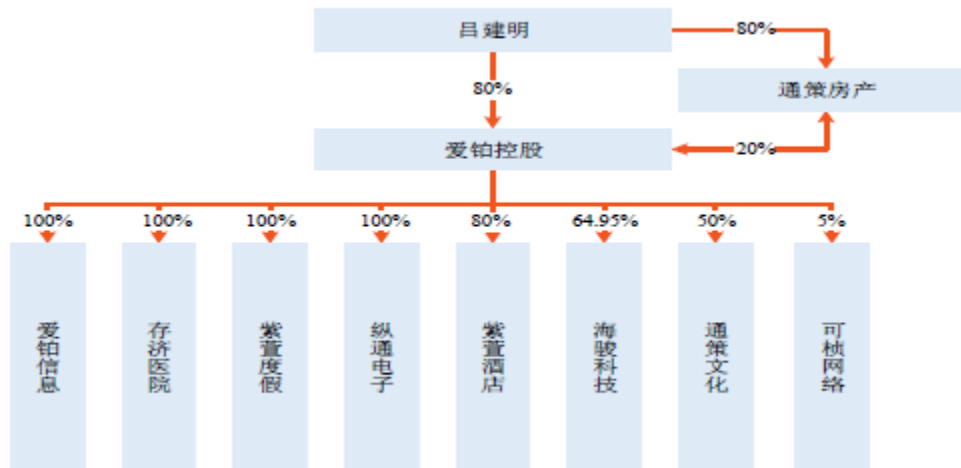 吕建明
80%
通策房产
80%
爱铂控股
20%
100%
100%
100%
100%
80%
64.95%
50%
5%
爱铂信息
存济医院
紫萱度假
纵通电子
紫萱酒店
海骏科技
通策文化
可桢网络